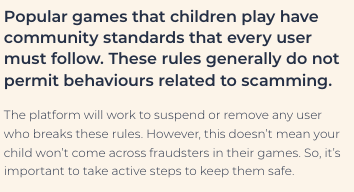 Popular games that children play have
community standards that every user
must follow. These rules generally do not
permit behaviours related to scamming.
The platform will work to suspend or remove any user
who breaks these rules. However, this doesn't mean your
child won't come across fraudsters in their games. So, it's
important to take active steps to keep them safe.